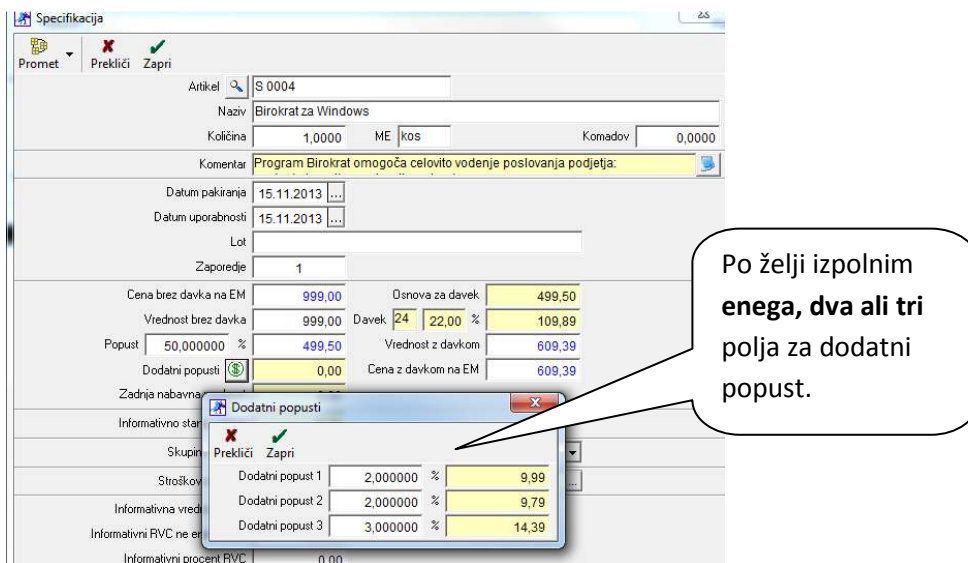 Specifikacija
Promet Prekliči Zapri
Artikel S 0004
Naziv Birokrat za Windows
Količina 1,0000 ME kos Komadov 0,0000
Komentar Program Birokrat omogoča celovito vodenje poslovanja podjetja:
Datum pakiranja 15.11.2013 ...
Datum uporabnosti 15.11.2013 ...
Lot
Zaporedje 1
Cena brez davka na EM 999,00 Osnova za davek 499,50
Vrednost brez davka 999,00 Davek 24 22,00 % 109,89
Popust 50,000000 % 499,50 Vrednost z davkom 609,39
Dodatni popusti 0,00 Cena z davkom na EM 609,39
Zadnja nabavna
Informativno
Dodatni popusti
Prekliči Zapri
Dodatni popust 1 2,000000 % 9,99
Dodatni popust 2 2,000000 % 9,79
Dodatni popust 3 3,000000 % 14,39
Informativni RVC ne
Informativni procent RVC 0,00
Po želji izpolnim
enega, dva ali tri
polja za dodatni
popust.